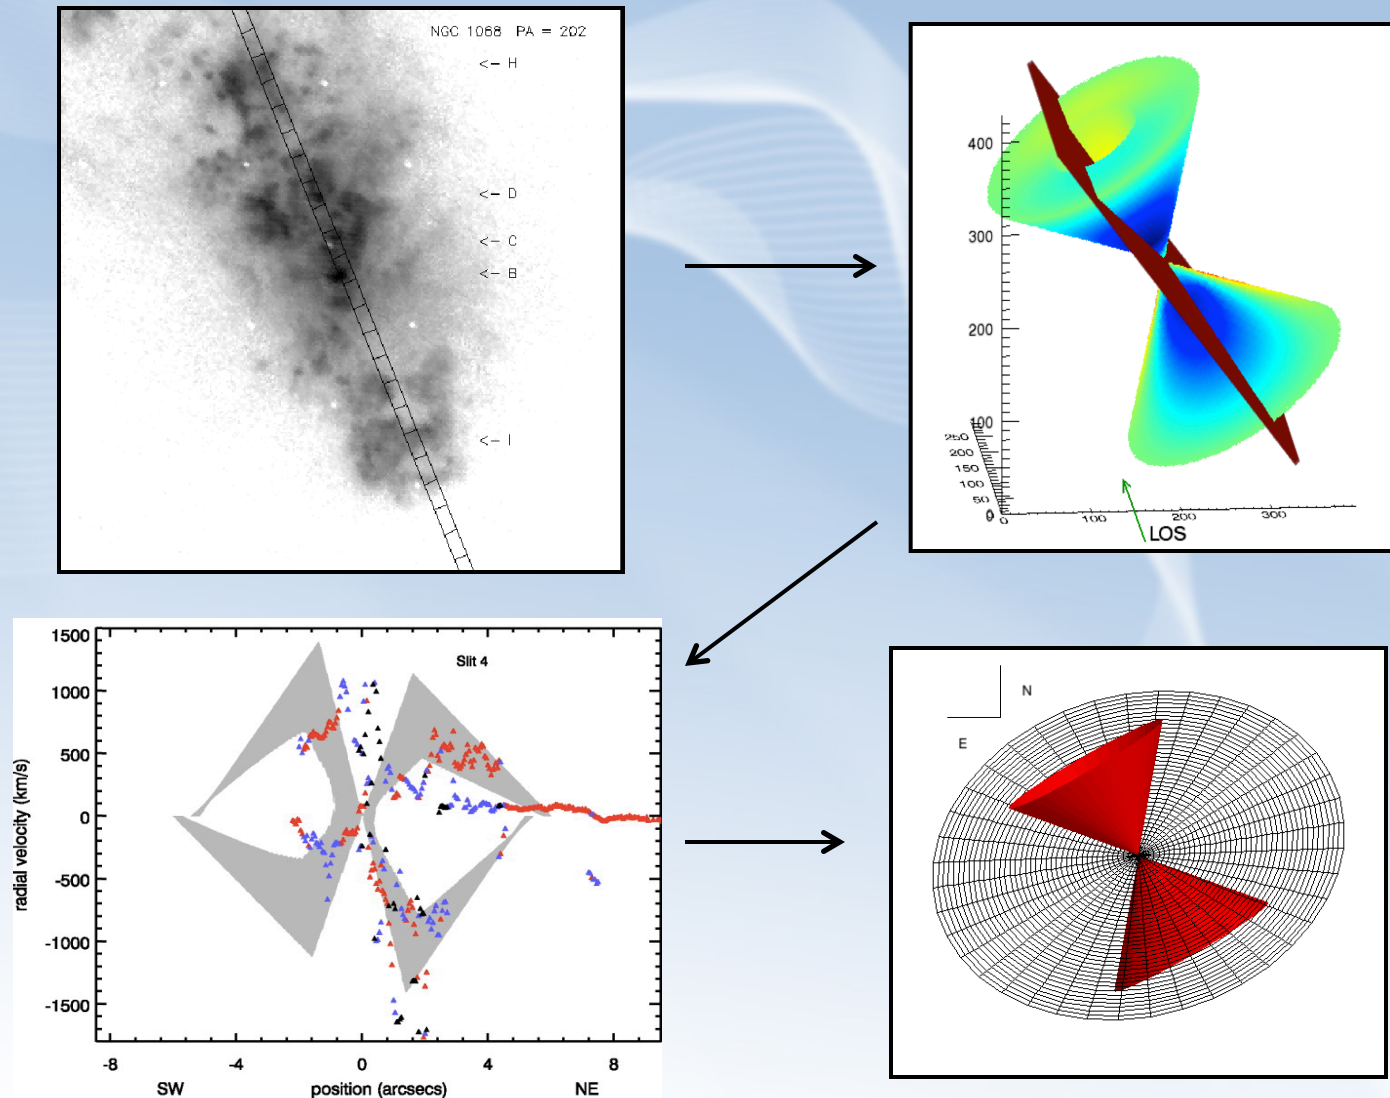 NGC 1068 PA = 202
<- H
<- D
<- C
<- B
<- I
400
300
200
100
250
200
150
100
50
0
0
100
200
300
LOS
Slit 4
1500
1000
500
0
-500
-1000
-1500
radial velocity (km/s)
-8
-4
0
4
8
SW
position (arcsecs)
NE
N
E